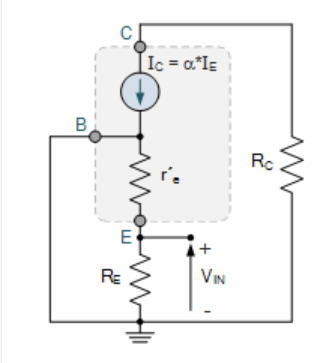 C
I_C = α*I_E
B
R_C
r´_e
E
+
R_E
V_IN
-